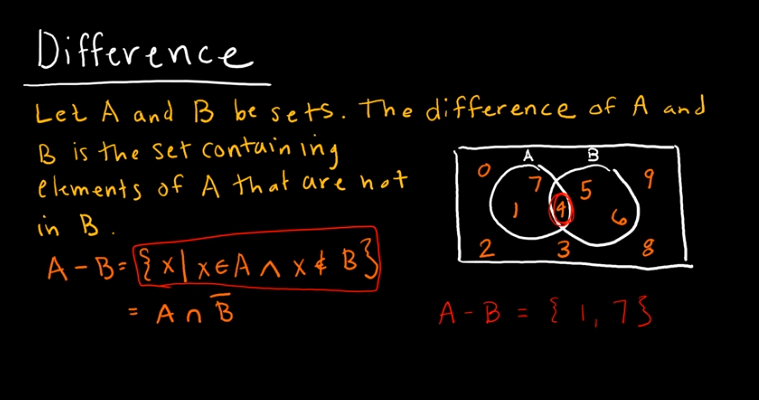 Difference
Let A and B be sets. The difference of A and
B is the set containing
elements of A that are not
in B.
A - B = { x | x ∈ A ∧ x ∉ B }
= A ∩ B̅
A B
0 7 5 9
1 4 6
2 3 8
A - B = { 1, 7 }